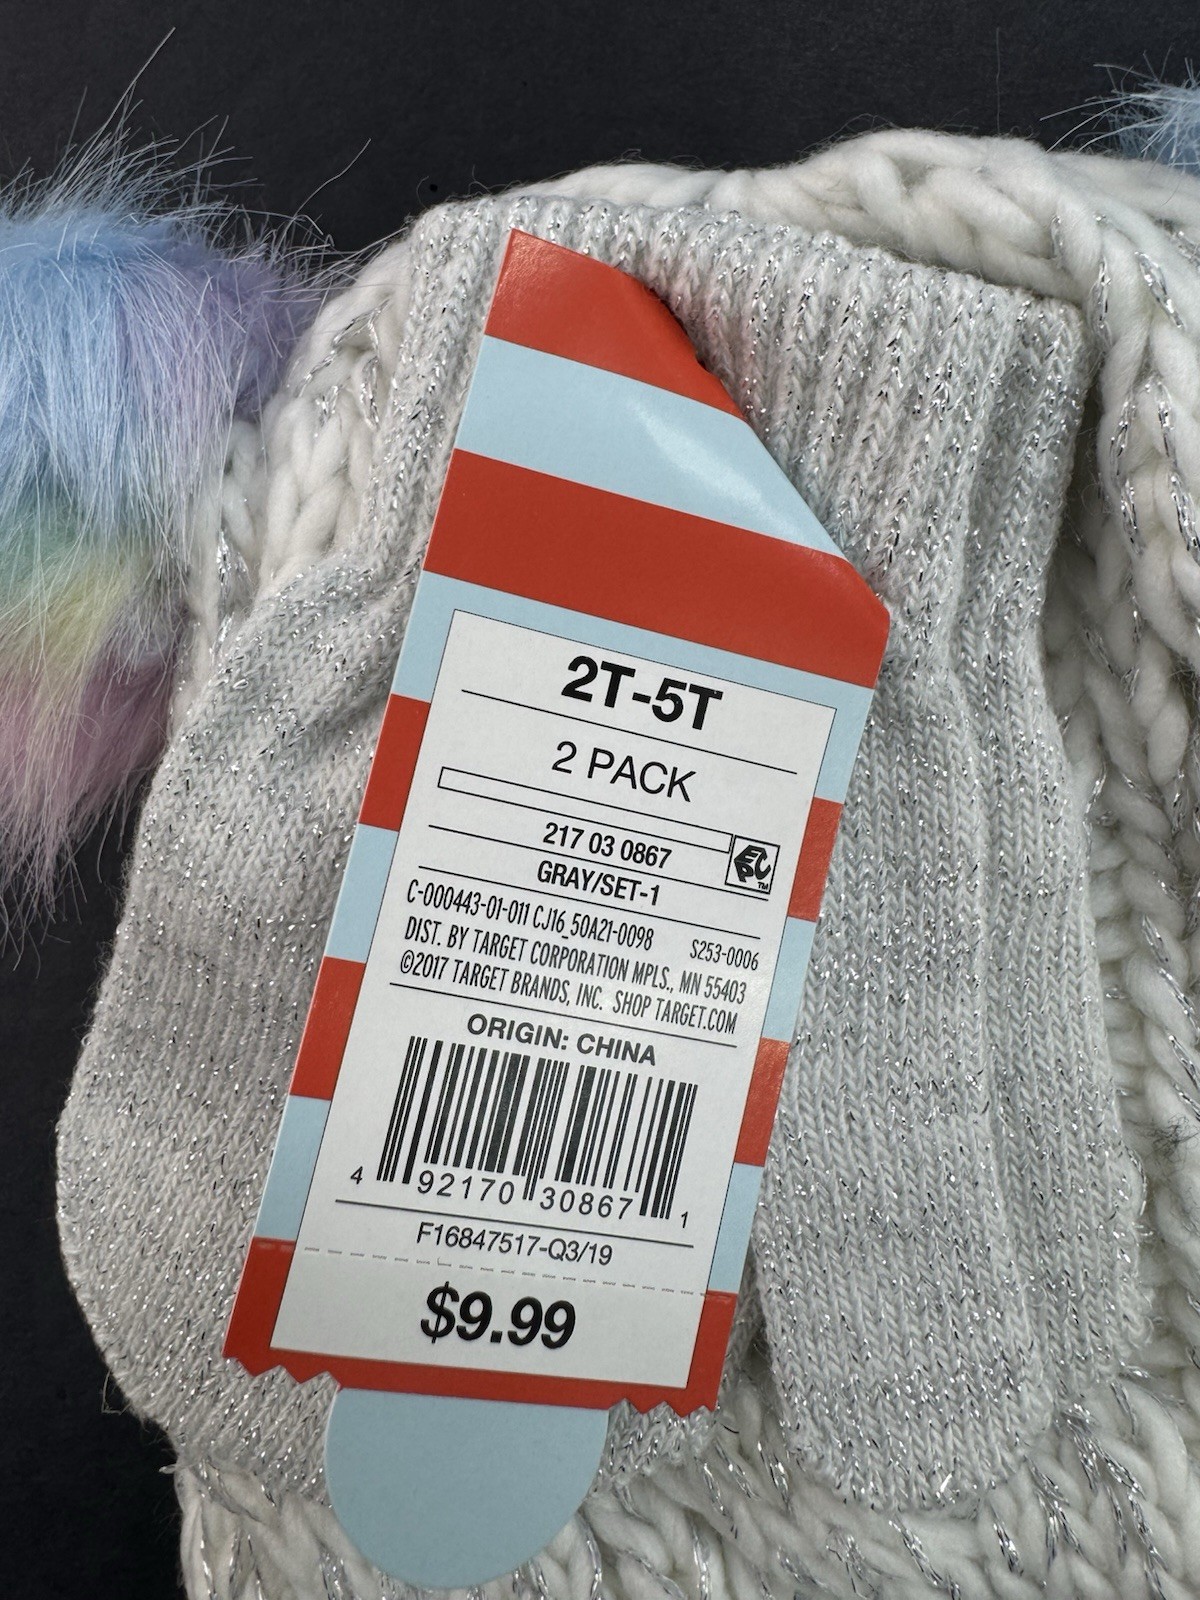 2T-5T
2 PACK
217 03 0867
GRAY/SET-1
EPC TM
C-000443-01-011 CJ16_50A21-0098 S253-0006
DIST. BY TARGET CORPORATION MPLS., MN 55403
©2017 TARGET BRANDS, INC. SHOP TARGET.COM
ORIGIN: CHINA
4 92170 30867 1
F16847517-Q3/19
$9.99